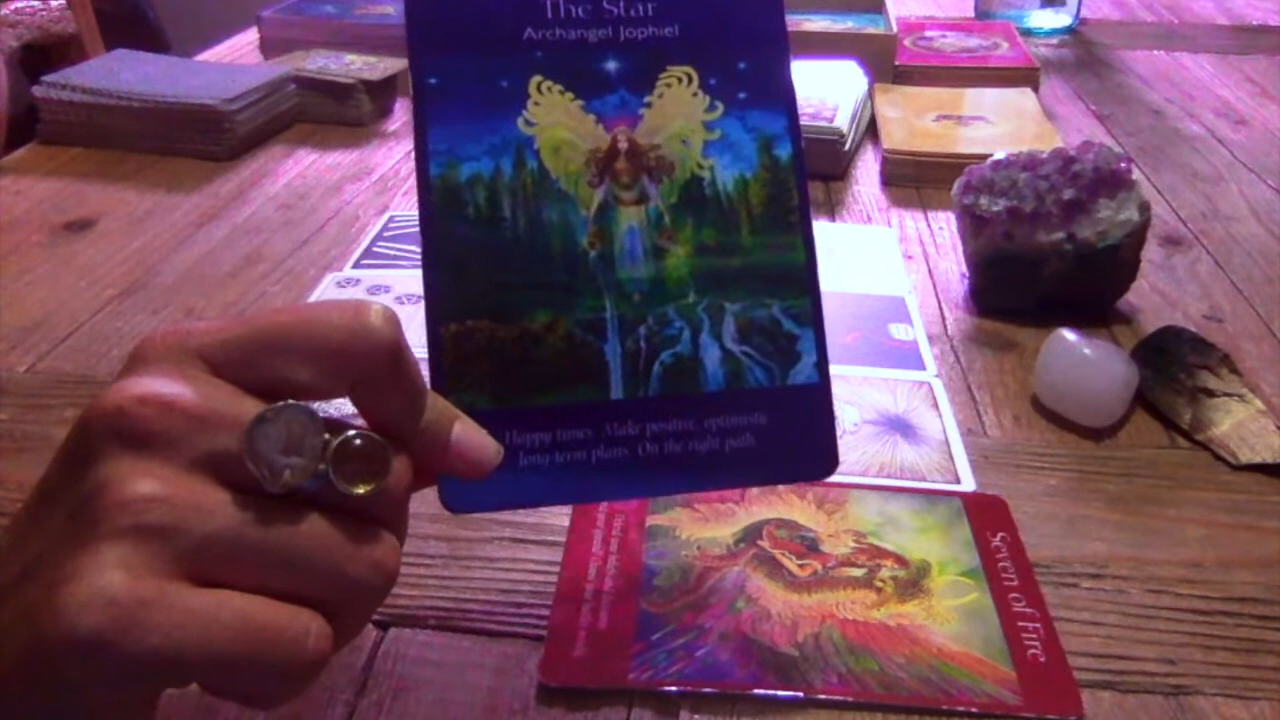 The Star
Archangel Jophiel
Happy times. Make positive, optimistic
long-term plans. On the right path.
Seven of Fire